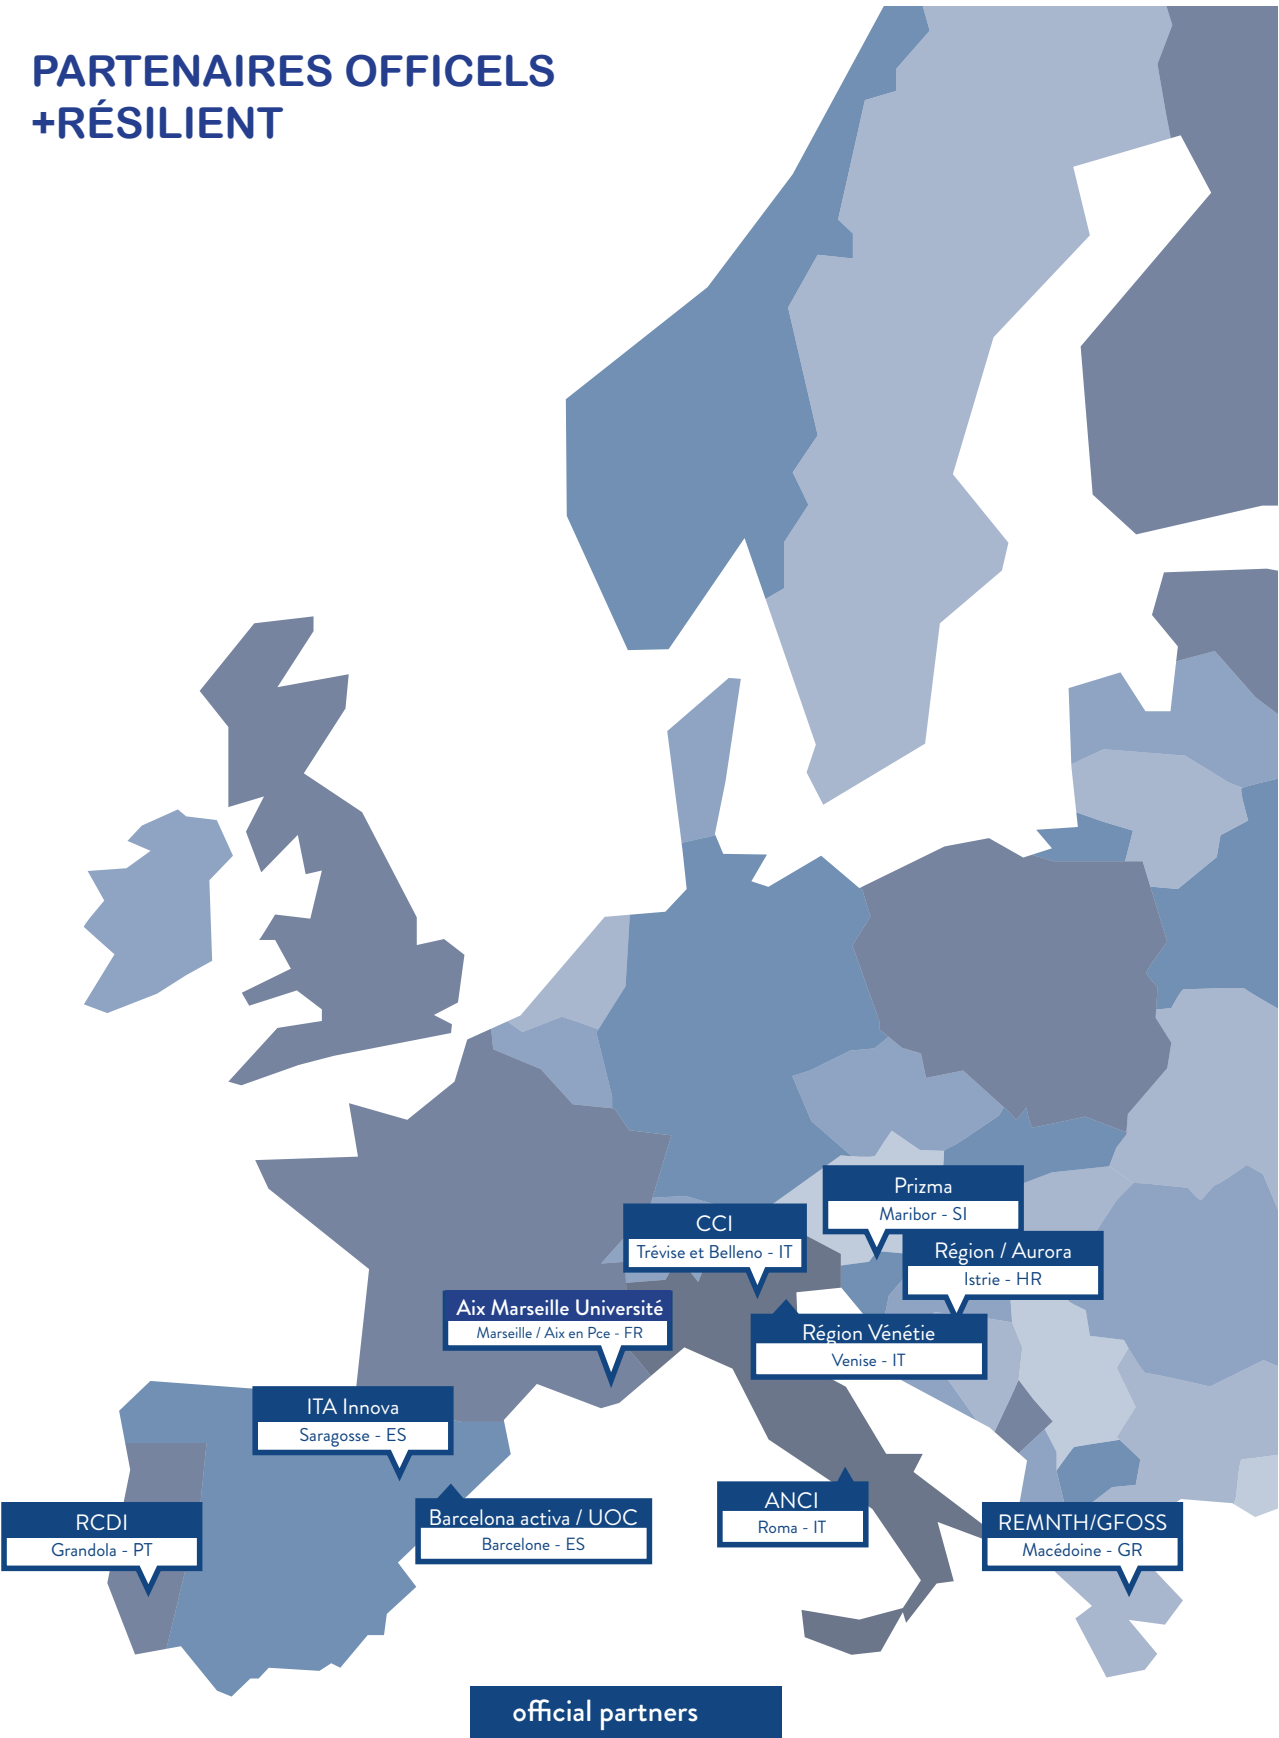 PARTENAIRES OFFICELS
+RÉSILIENT
Prizma
Maribor - SI
CCI
Trévise et Belleno - IT
Région / Aurora
Istrie - HR
Aix Marseille Université
Marseille / Aix en Pce - FR
Région Vénétie
Venise - IT
ITA Innova
Saragosse - ES
ANCI
Roma - IT
Barcelona activa / UOC
Barcelone - ES
RCDI
Grandola - PT
REMNTH/GFOSS
Macédoine - GR
official partners